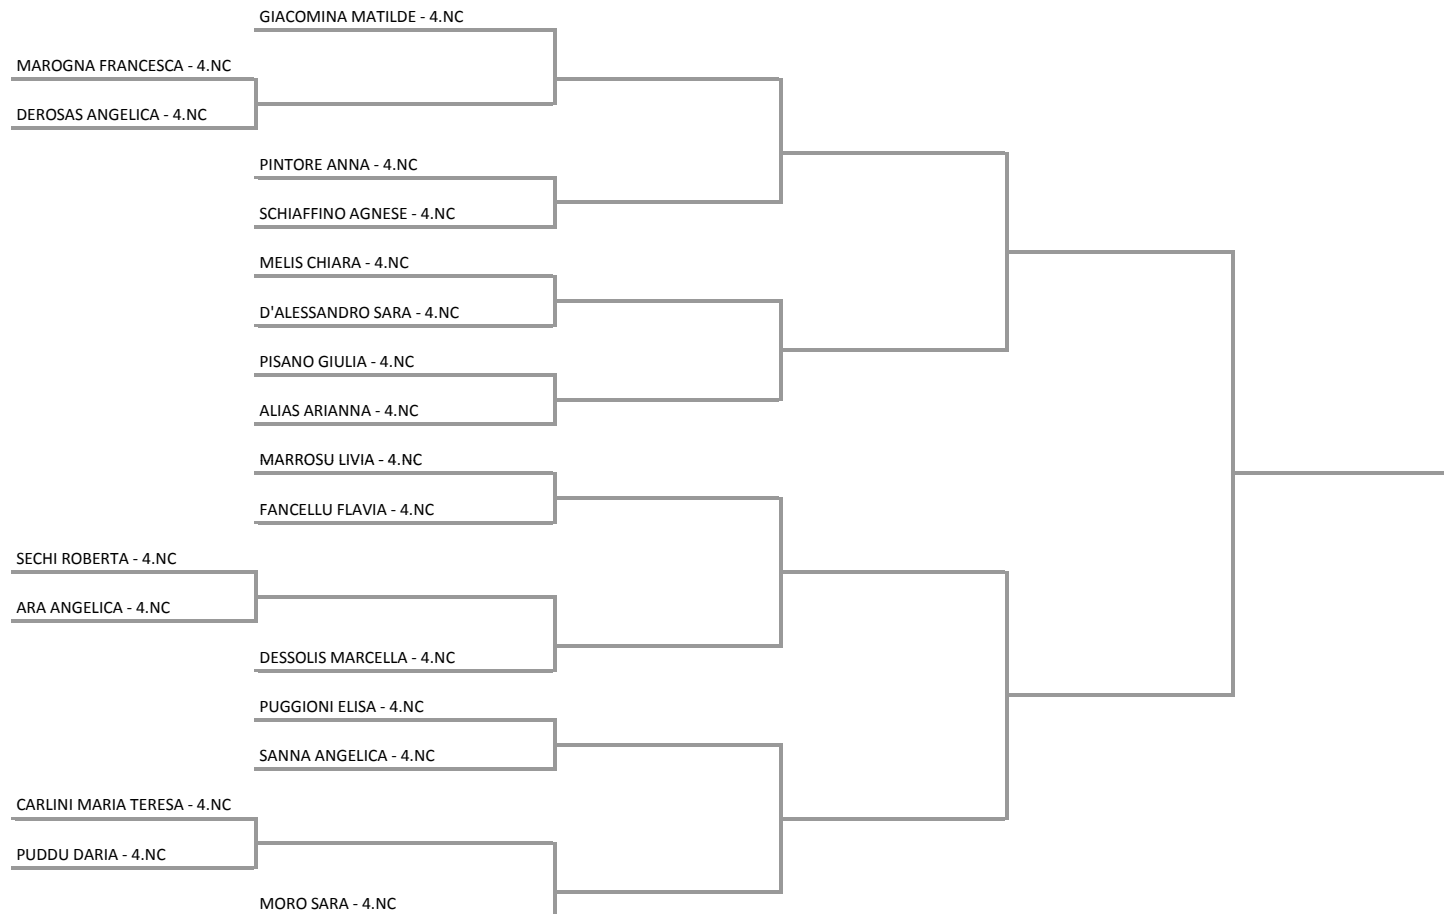 GIACOMINA MATILDE - 4.NC
MAROGNA FRANCESCA - 4.NC
DEROSAS ANGELICA - 4.NC
PINTORE ANNA - 4.NC
SCHIAFFINO AGNESE - 4.NC
MELIS CHIARA - 4.NC
D'ALESSANDRO SARA - 4.NC
PISANO GIULIA - 4.NC
ALIAS ARIANNA - 4.NC
MARROSU LIVIA - 4.NC
FANCELLU FLAVIA - 4.NC
SECHI ROBERTA - 4.NC
ARA ANGELICA - 4.NC
DESSOLIS MARCELLA - 4.NC
PUGGIONI ELISA - 4.NC
SANNA ANGELICA - 4.NC
CARLINI MARIA TERESA - 4.NC
PUDDU DARIA - 4.NC
MORO SARA - 4.NC